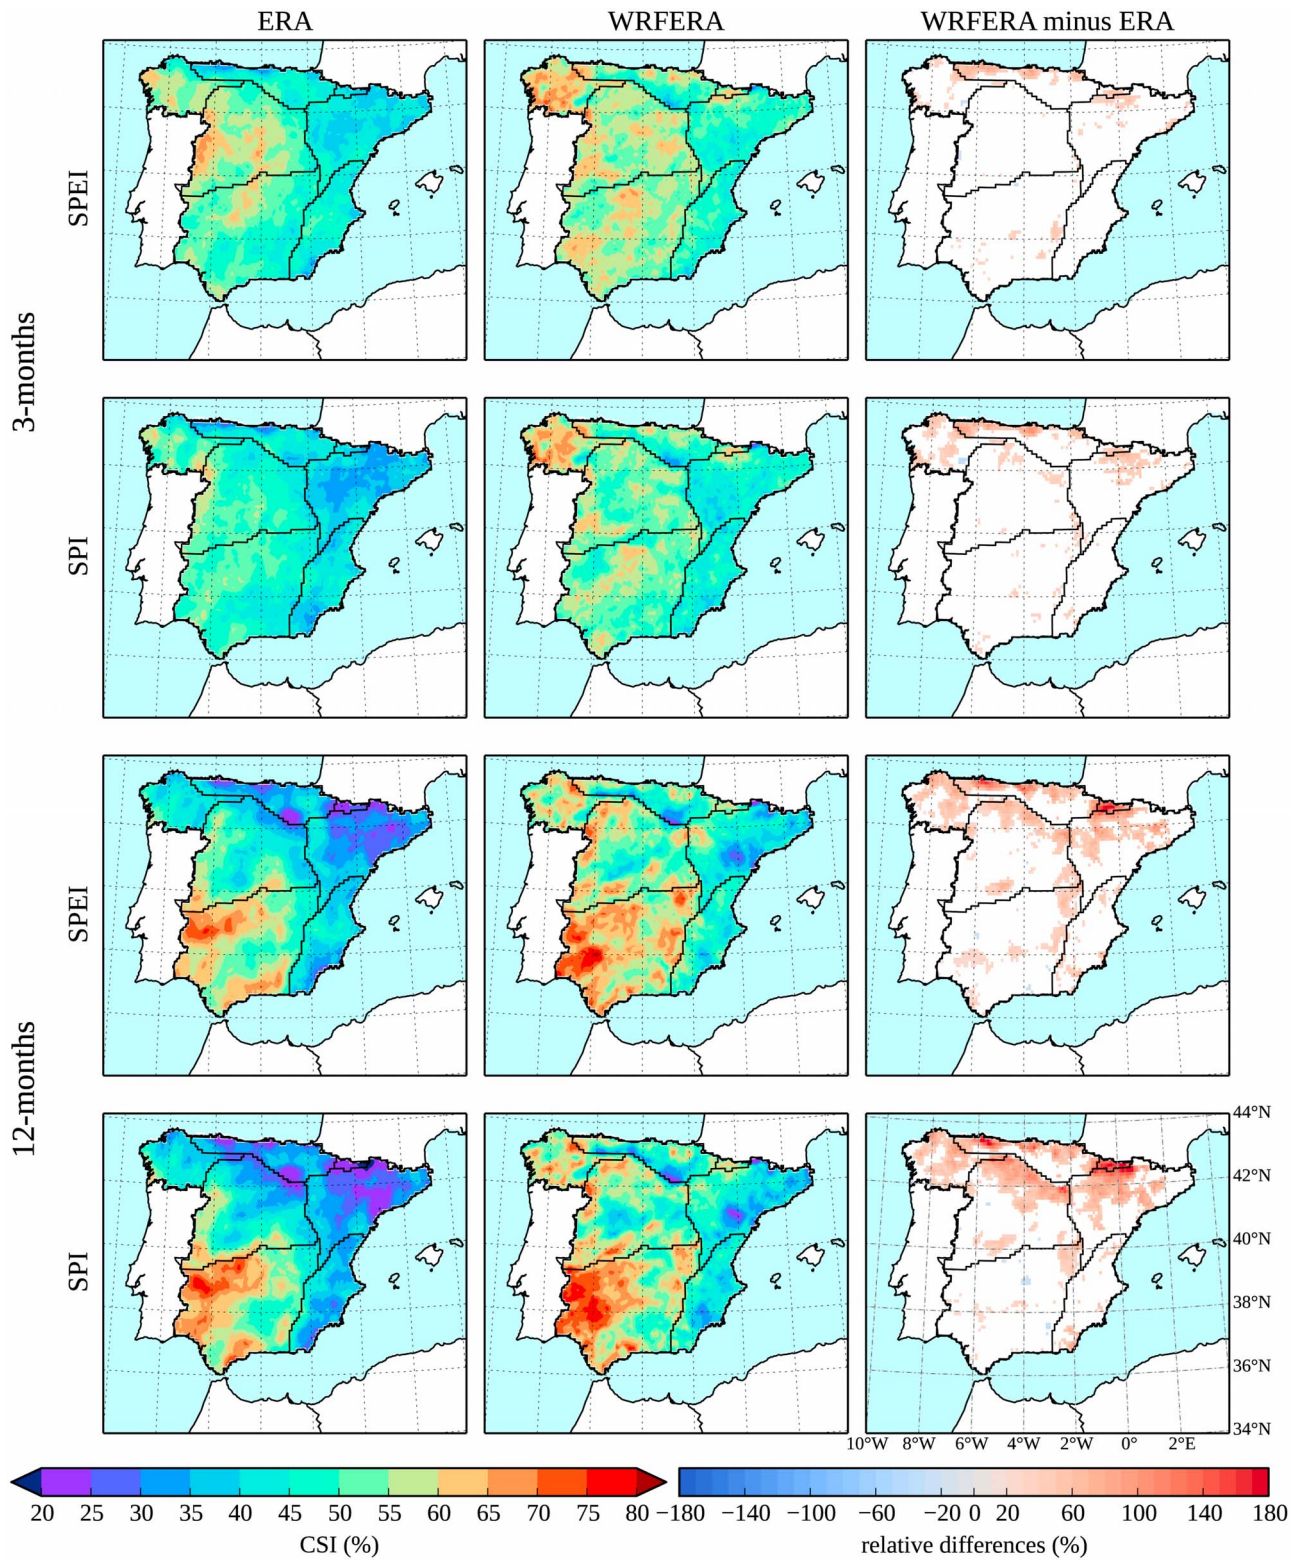 ERA WRFERA WRFERA minus ERA
3-months
SPEI
SPI
12-months
SPEI
SPI
44°N
42°N
40°N
38°N
36°N
34°N
10°W 8°W 6°W 4°W 2°W 0° 2°E
20 25 30 35 40 45 50 55 60 65 70 75 80 −180 −140 −100 −60 −20 0 20 60 100 140 180
CSI (%) relative differences (%)